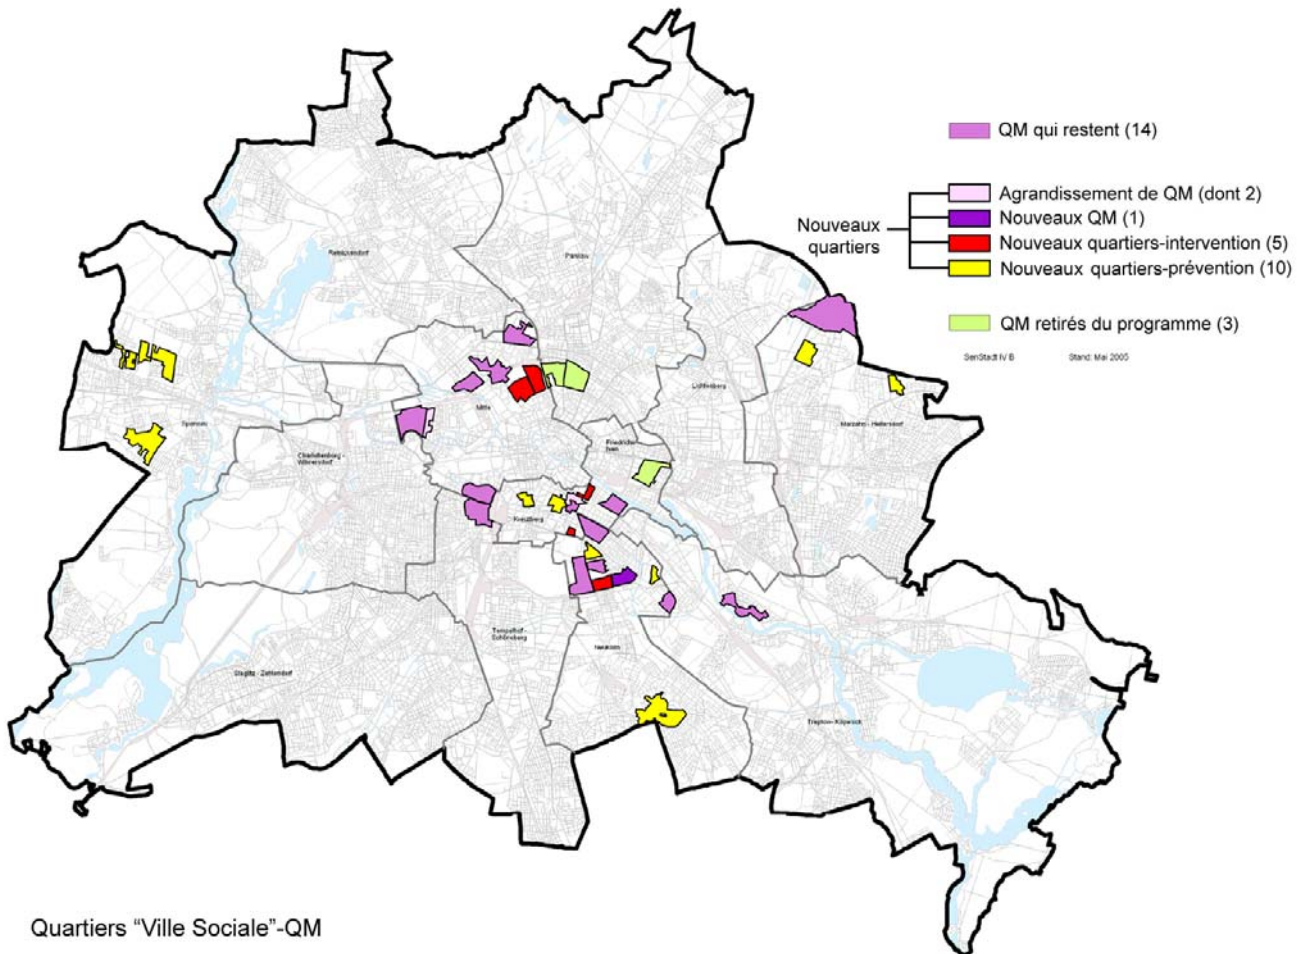 QM qui restent (14)
Agrandissement de QM (dont 2)
Nouveaux QM (1)
Nouveaux quartiers
Nouveaux quartiers-intervention (5)
Nouveaux quartiers-prévention (10)
QM retirés du programme (3)
SenStadt IV B
Stand: Mai 2005
Reinickendorf
Pankow
Lichtenberg
Mitte
Spandau
Marzahn - Hellersdorf
Friedrichs-
hain
Charlottenburg -
Wilmersdorf
Kreuzberg
Tempelhof -
Schöneberg
Neukölln
Steglitz - Zehlendorf
Treptow - Köpenick
Quartiers “Ville Sociale”-QM